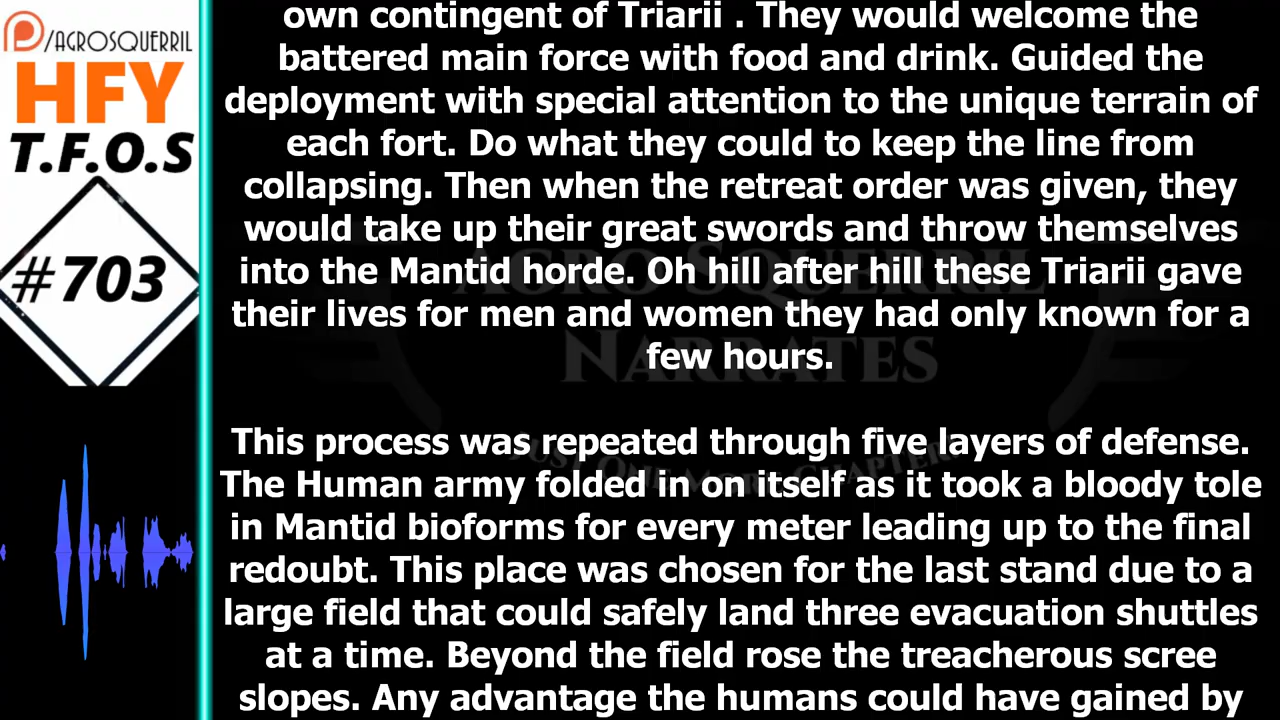 /AGROSQUERRIL
HFY
T.F.O.S
#703
own contingent of Triarii . They would welcome the
battered main force with food and drink. Guided the
deployment with special attention to the unique terrain of
each fort. Do what they could to keep the line from
collapsing. Then when the retreat order was given, they
would take up their great swords and throw themselves
into the Mantid horde. Oh hill after hill these Triarii gave
their lives for men and women they had only known for a
few hours.
This process was repeated through five layers of defense.
The Human army folded in on itself as it took a bloody tole
in Mantid bioforms for every meter leading up to the final
redoubt. This place was chosen for the last stand due to a
large field that could safely land three evacuation shuttles
at a time. Beyond the field rose the treacherous scree
slopes. Any advantage the humans could have gained by
AGRO SQUERRIL
NARRATES
JUST ONE MORE CHAPTER